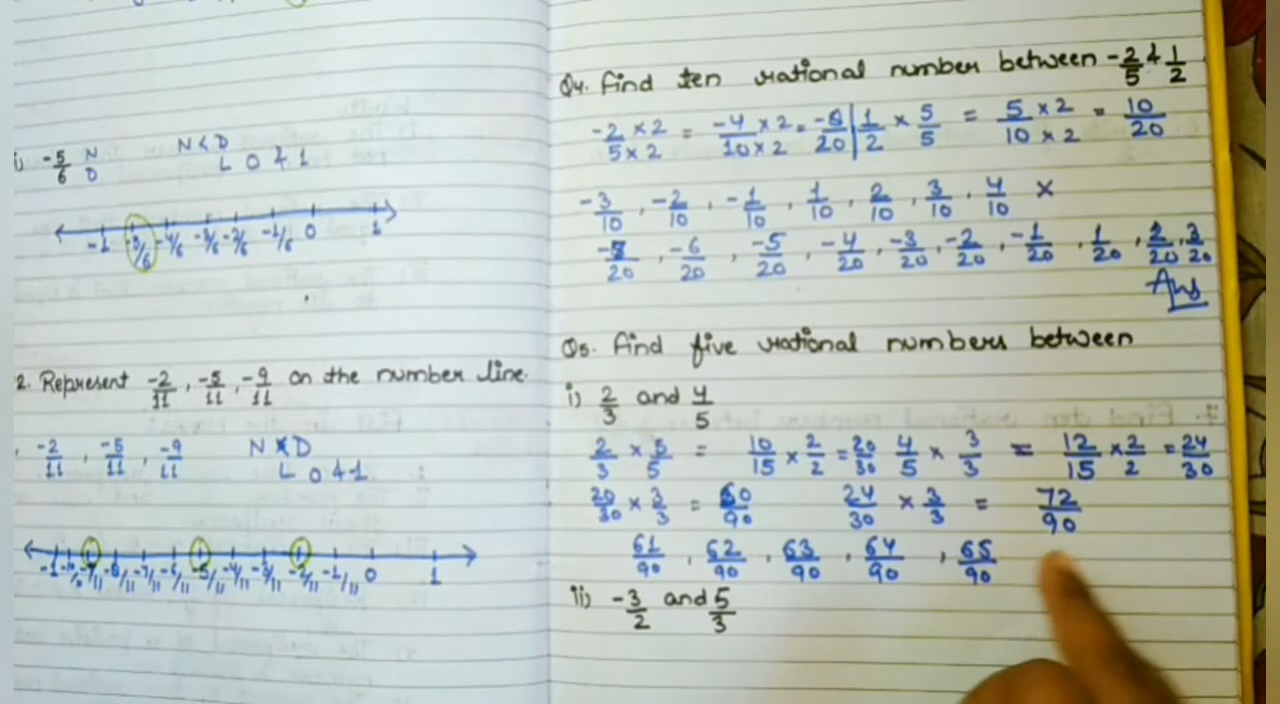 i) -5/6 N/D N<D
L 0 & 1
-1 -5/6 -4/6 -3/6 -2/6 -1/6 0 1
2. Represent -2/11, -5/11, -9/11 on the number line.
-2/11, -5/11, -9/11 N<D
L 0 & 1
-1 -10/11 -9/11 -8/11 -7/11 -6/11 -5/11 -4/11 -3/11 -2/11 -1/11 0 1
Q4. Find ten rational number between -2/5 & 1/2
-2×2/5×2 = -4×2/10×2 = -8/20 | 1/2 × 5/5 = 5×2/10×2 = 10/20
-3/10, -2/10, -1/10, 1/10, 2/10, 3/10, 4/10 ×
-7/20, -6/20, -5/20, -4/20, -3/20, -2/20, -1/20, 1/20, 2/20, 3/20
Ans
Q5. Find five rational numbers between
i) 2/3 and 4/5
2/3 × 5/5 = 10/15 × 2/2 = 20/30 4/5 × 3/3 = 12/15 × 2/2 = 24/30
20/30 × 3/3 = 60/90 24/30 × 3/3 = 72/90
61/90, 62/90, 63/90, 64/90, 65/90
ii) -3/2 and 5/3